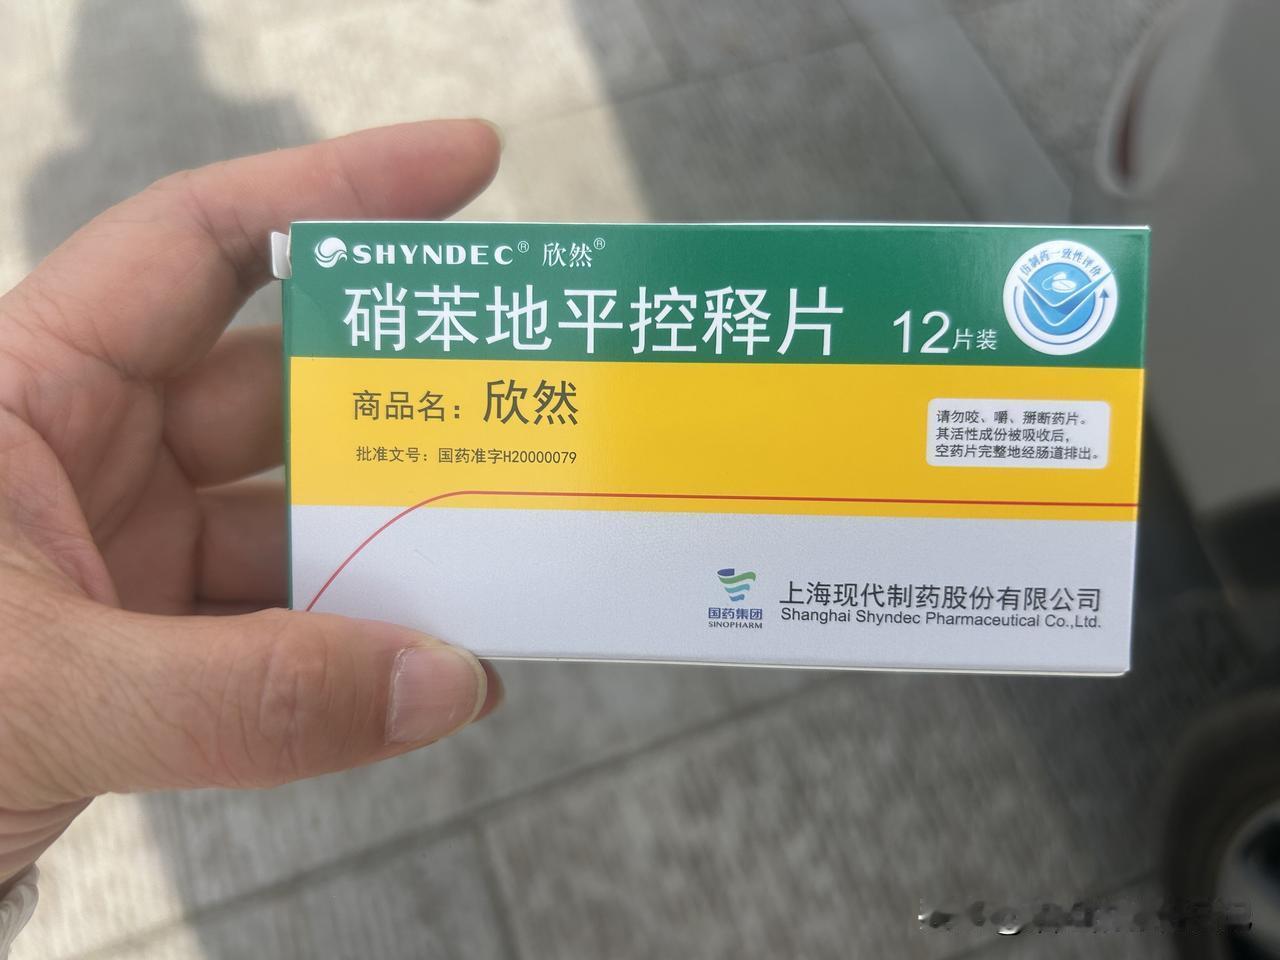 SHYNDEC® 欣然®
仿制药一致性评价
硝苯地平控释片 12片装
商品名：欣然
批准文号：国药准字H20000079
请勿咬、嚼、掰断药片。
其活性成份被吸收后，
空药片完整地经肠道排出。
国药集团
SINOPHARM
上海现代制药股份有限公司
Shanghai Shyndec Pharmaceutical Co.,Ltd.